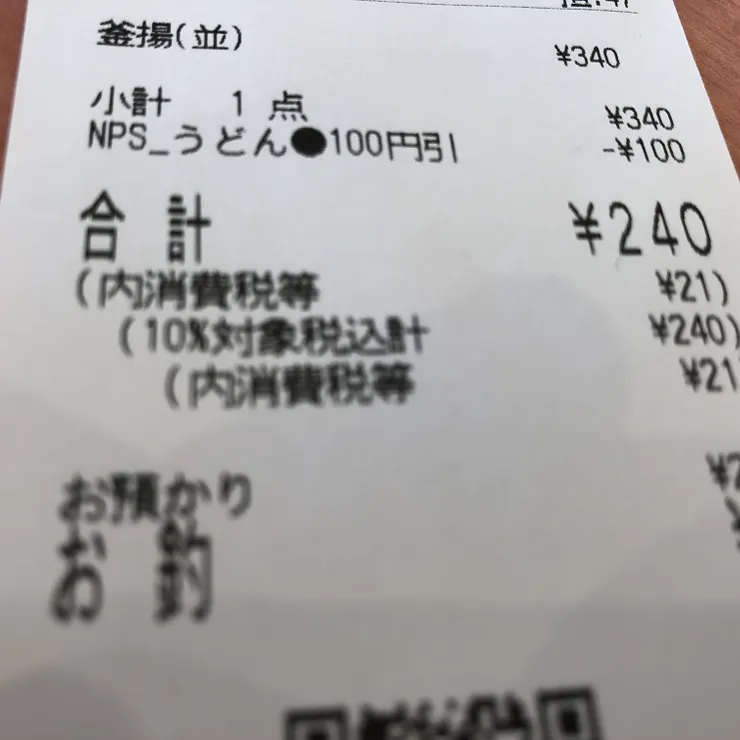 釜揚(並) ¥340
小計 1 点 ¥340
NPS_うどん●100円引 -¥100
合 計 ¥240
(内消費税等 ¥21)
(10%対象税込計 ¥240)
(内消費税等 ¥21
お預かり
お 釣